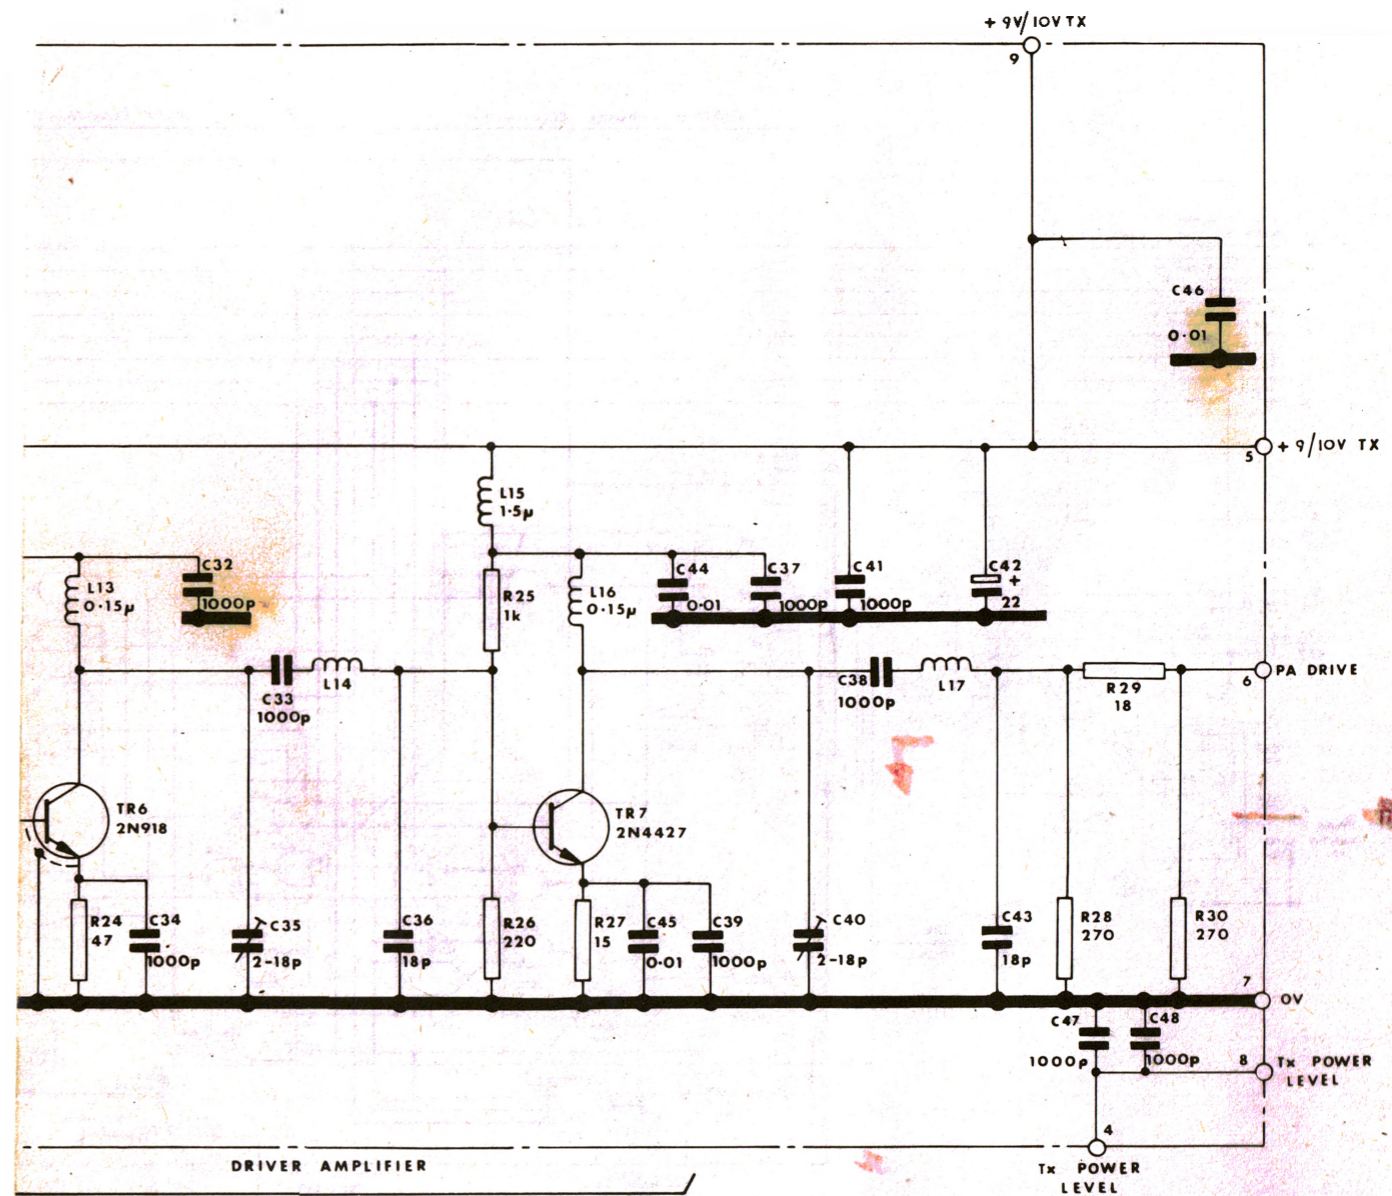 + 9V/10V TX
9
C46
0·01
5
+ 9/10V TX
L15
1·5µ
L13
0·15µ
C32
1000p
R25
1k
L16
0·15µ
C44
0·01
C37
1000p
C41
1000p
C42
+
22
C33
1000p
L14
C38
1000p
L17
R29
18
6
PA DRIVE
TR6
2N918
TR7
2N4427
R24
47
C34
1000p
C35
2-18p
C36
18p
R26
220
R27
15
C45
0·01
C39
1000p
C40
2-18p
C43
18p
R28
270
R30
270
7
0V
C47
1000p
C48
1000p
8
Tx POWER
LEVEL
4
Tx POWER
LEVEL
DRIVER AMPLIFIER